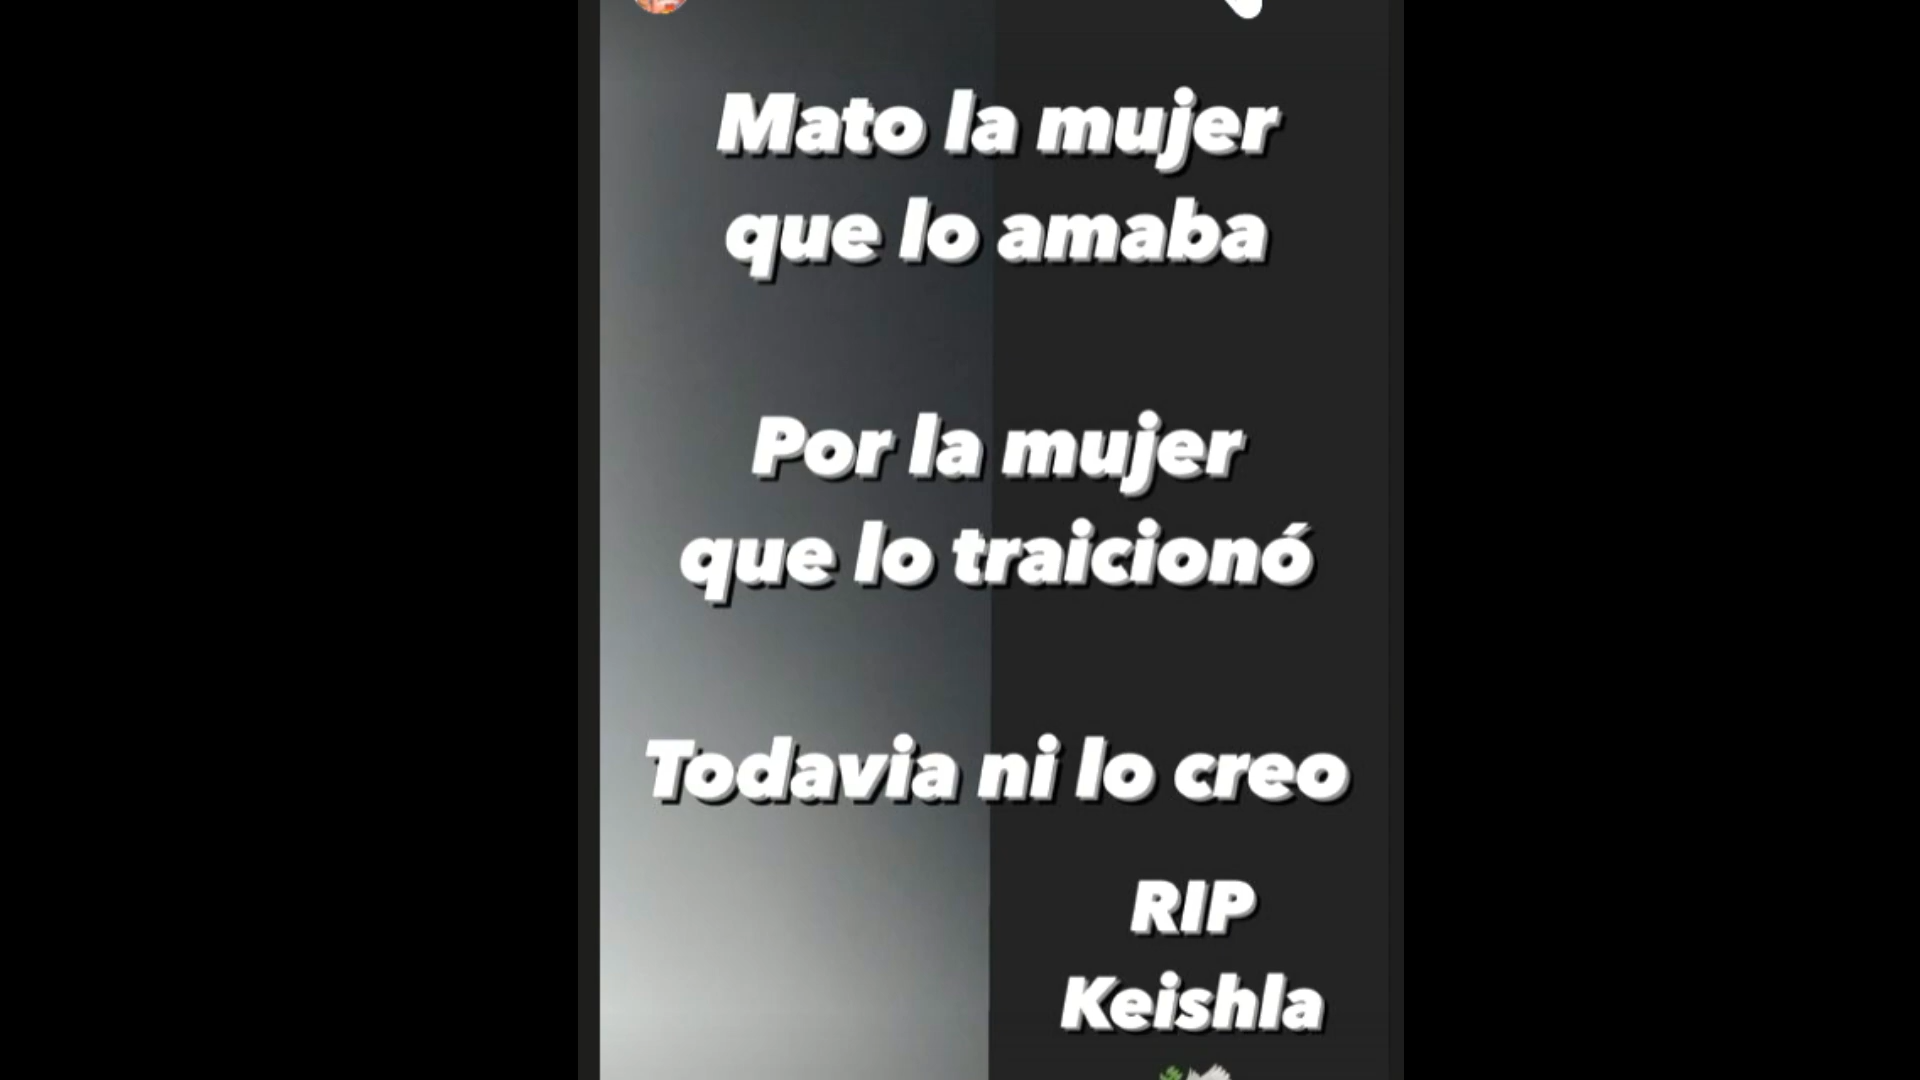 Mato la mujer
que lo amaba
Por la mujer
que lo traicionó
Todavia ni lo creo
RIP
Keishla